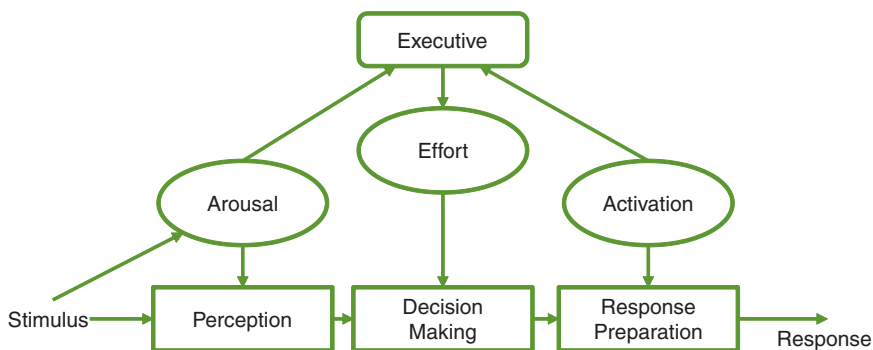 Executive
Effort
Arousal
Activation
Stimulus
Perception
Decision
Making
Response
Preparation
Response